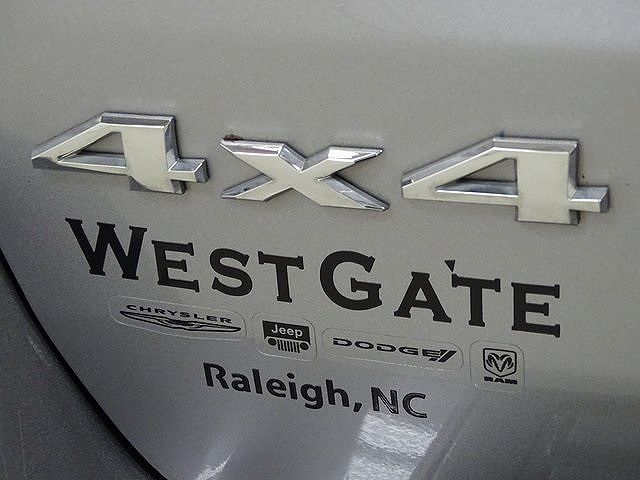 4x4
WESTGATE
CHRYSLER Jeep DODGE RAM
Raleigh, NC